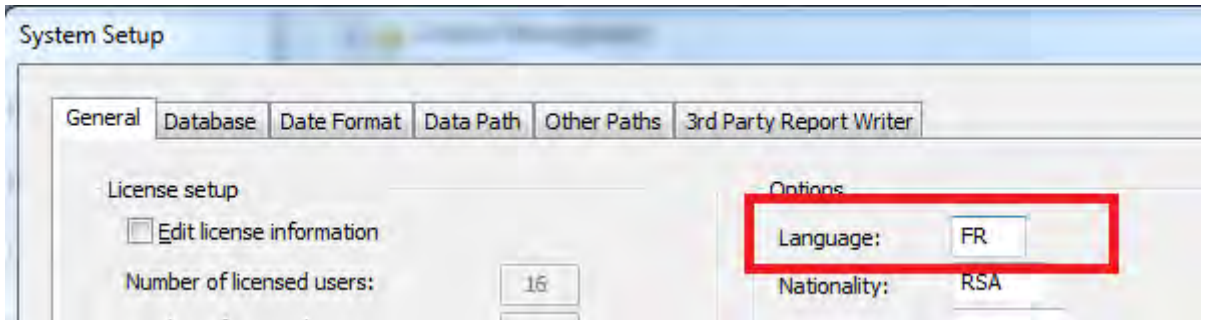 System Setup
General Database Date Format Data Path Other Paths 3rd Party Report Writer
License setup
Options
Edit license information
Language: FR
Number of licensed users: 16
Nationality: RSA